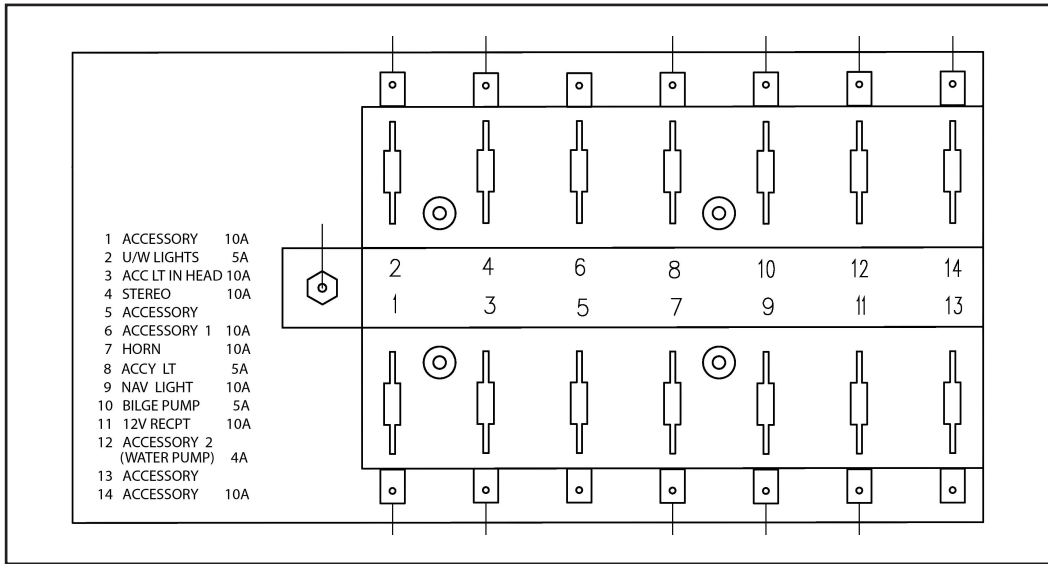 1 ACCESSORY 10A
2 U/W LIGHTS 5A
3 ACC LT IN HEAD 10A
4 STEREO 10A
5 ACCESSORY
6 ACCESSORY 1 10A
7 HORN 10A
8 ACCY LT 5A
9 NAV LIGHT 10A
10 BILGE PUMP 5A
11 12V RECPT 10A
12 ACCESSORY 2
(WATER PUMP) 4A
13 ACCESSORY
14 ACCESSORY 10A
2 4 6 8 10 12 14
1 3 5 7 9 11 13